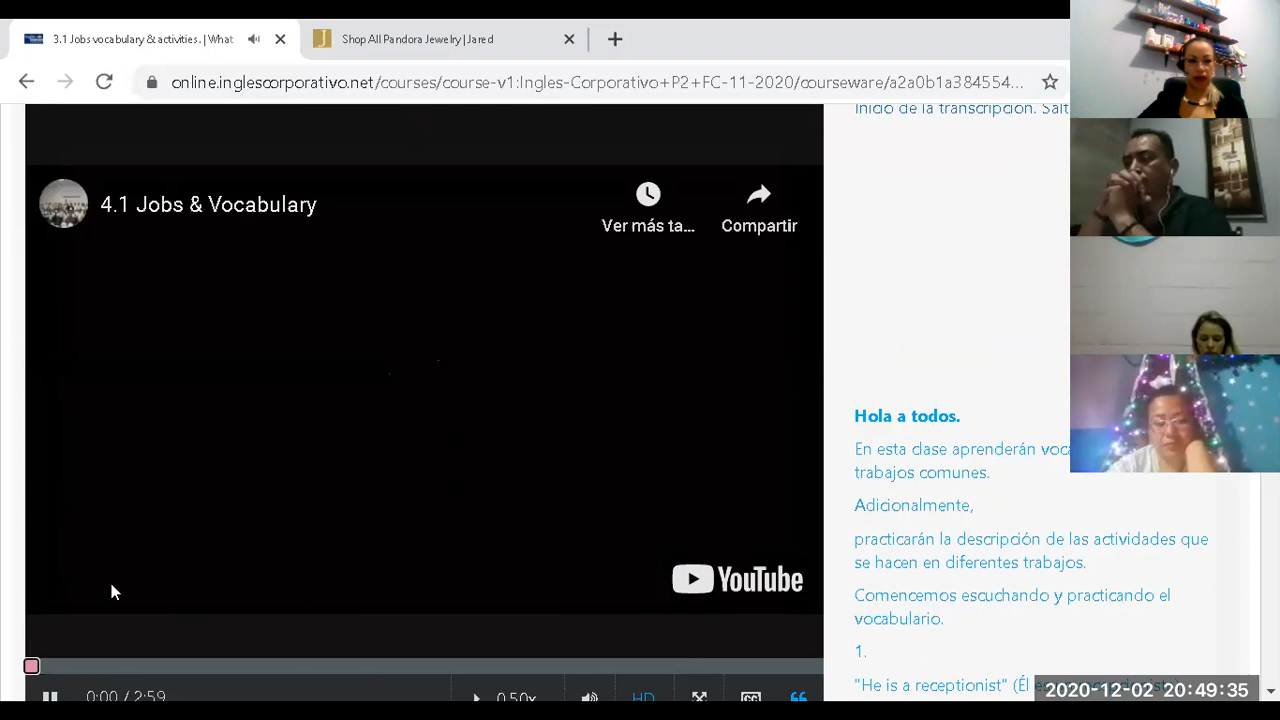 3.1 Jobs vocabulary & activities. | What
Shop All Pandora Jewelry | Jared
online.inglescorporativo.net/courses/course-v1:Ingles-Corporativo+P2+FC-11-2020/courseware/a2a0b1a384554...
Inicio de la transcripción. Salt
4.1 Jobs & Vocabulary
Ver más ta...
Compartir
YouTube
Hola a todos.
En esta clase aprenderán
trabajos comunes.
Adicionalmente,
practicarán la descripción de las actividades que
se hacen en diferentes trabajos.
Comencemos escuchando y practicando el
vocabulario.
1.
"He is a receptionist" (Él
0:00 / 2:59
0.50x
HD
CC
2020-12-02 20:49:35